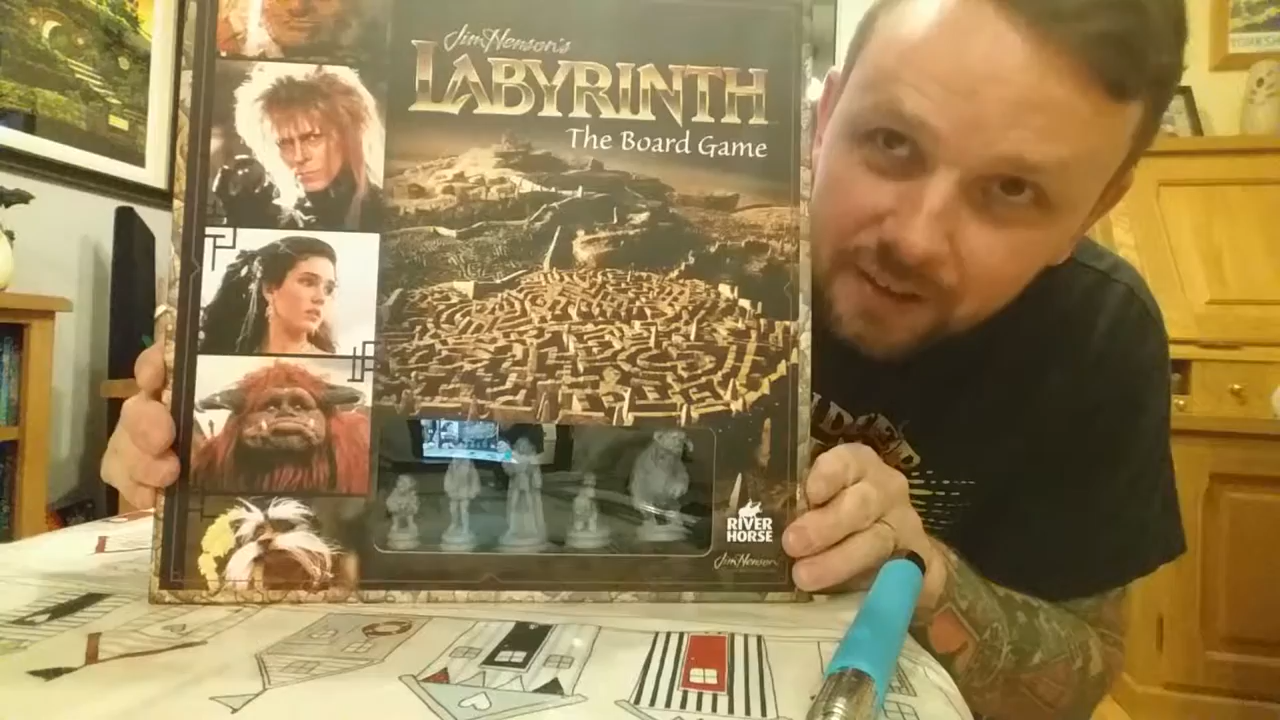 Jim Henson's
LABYRINTH
The Board Game
RIVER
HORSE
Jim Henson